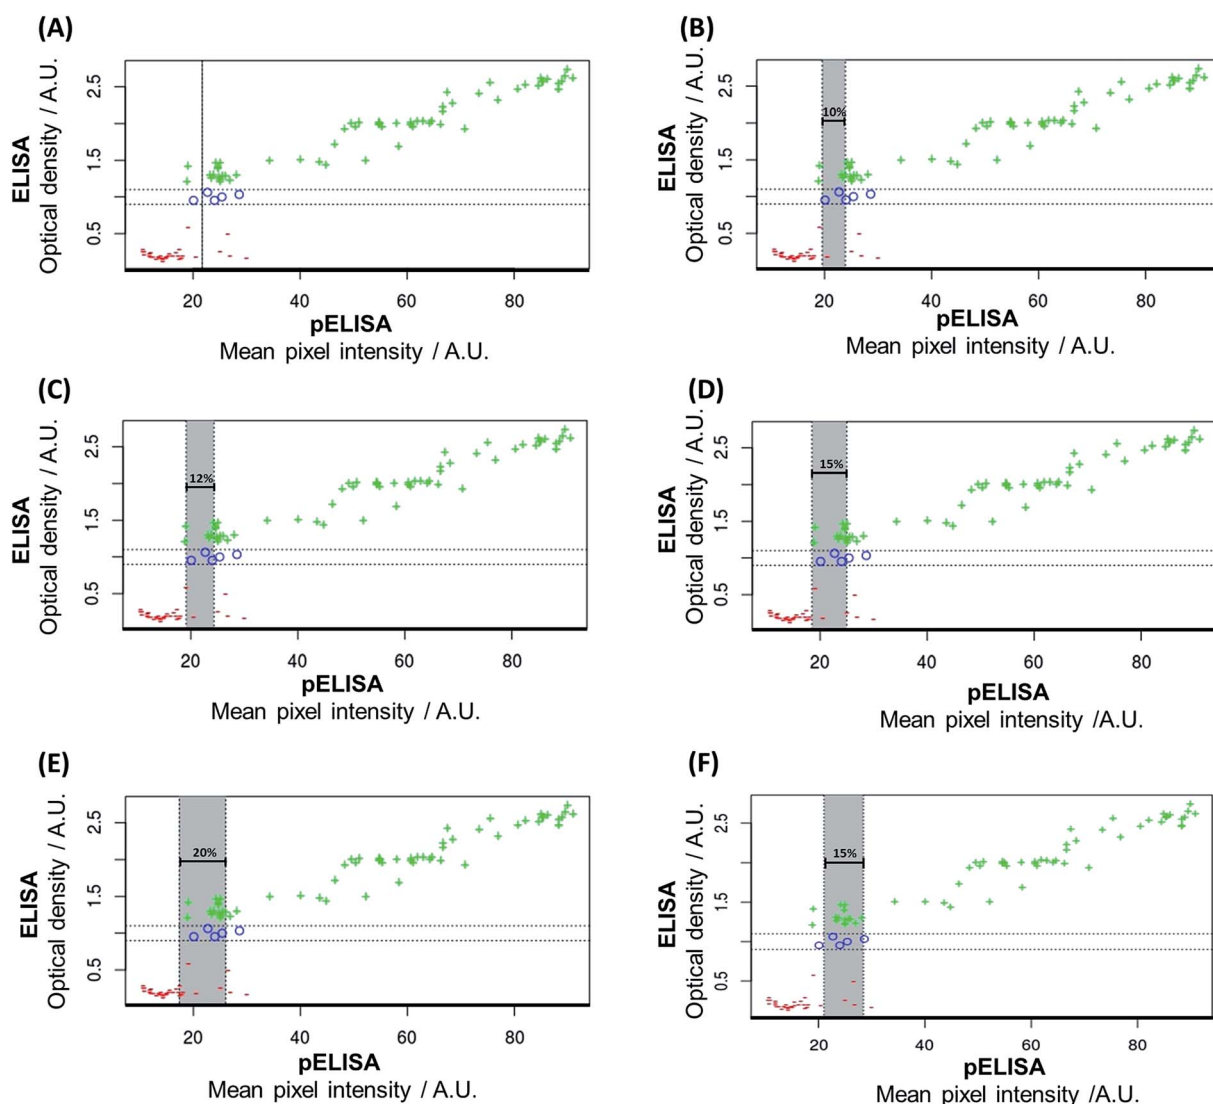 (A)
ELISA
Optical density / A.U.
2.5
1.5
0.5
20 40 60 80
pELISA
Mean pixel intensity / A.U.
(B)
ELISA
Optical density / A.U.
2.5
1.5
0.5
10%
20 40 60 80
pELISA
Mean pixel intensity / A.U.
(C)
ELISA
Optical density / A.U.
2.5
1.5
0.5
12%
20 40 60 80
pELISA
Mean pixel intensity / A.U.
(D)
ELISA
Optical density / A.U.
2.5
1.5
0.5
15%
20 40 60 80
pELISA
Mean pixel intensity /A.U.
(E)
ELISA
Optical density / A.U.
2.5
1.5
0.5
20%
20 40 60 80
pELISA
Mean pixel intensity / A.U.
(F)
ELISA
Optical density / A.U.
2.5
1.5
0.5
15%
20 40 60 80
pELISA
Mean pixel intensity /A.U.